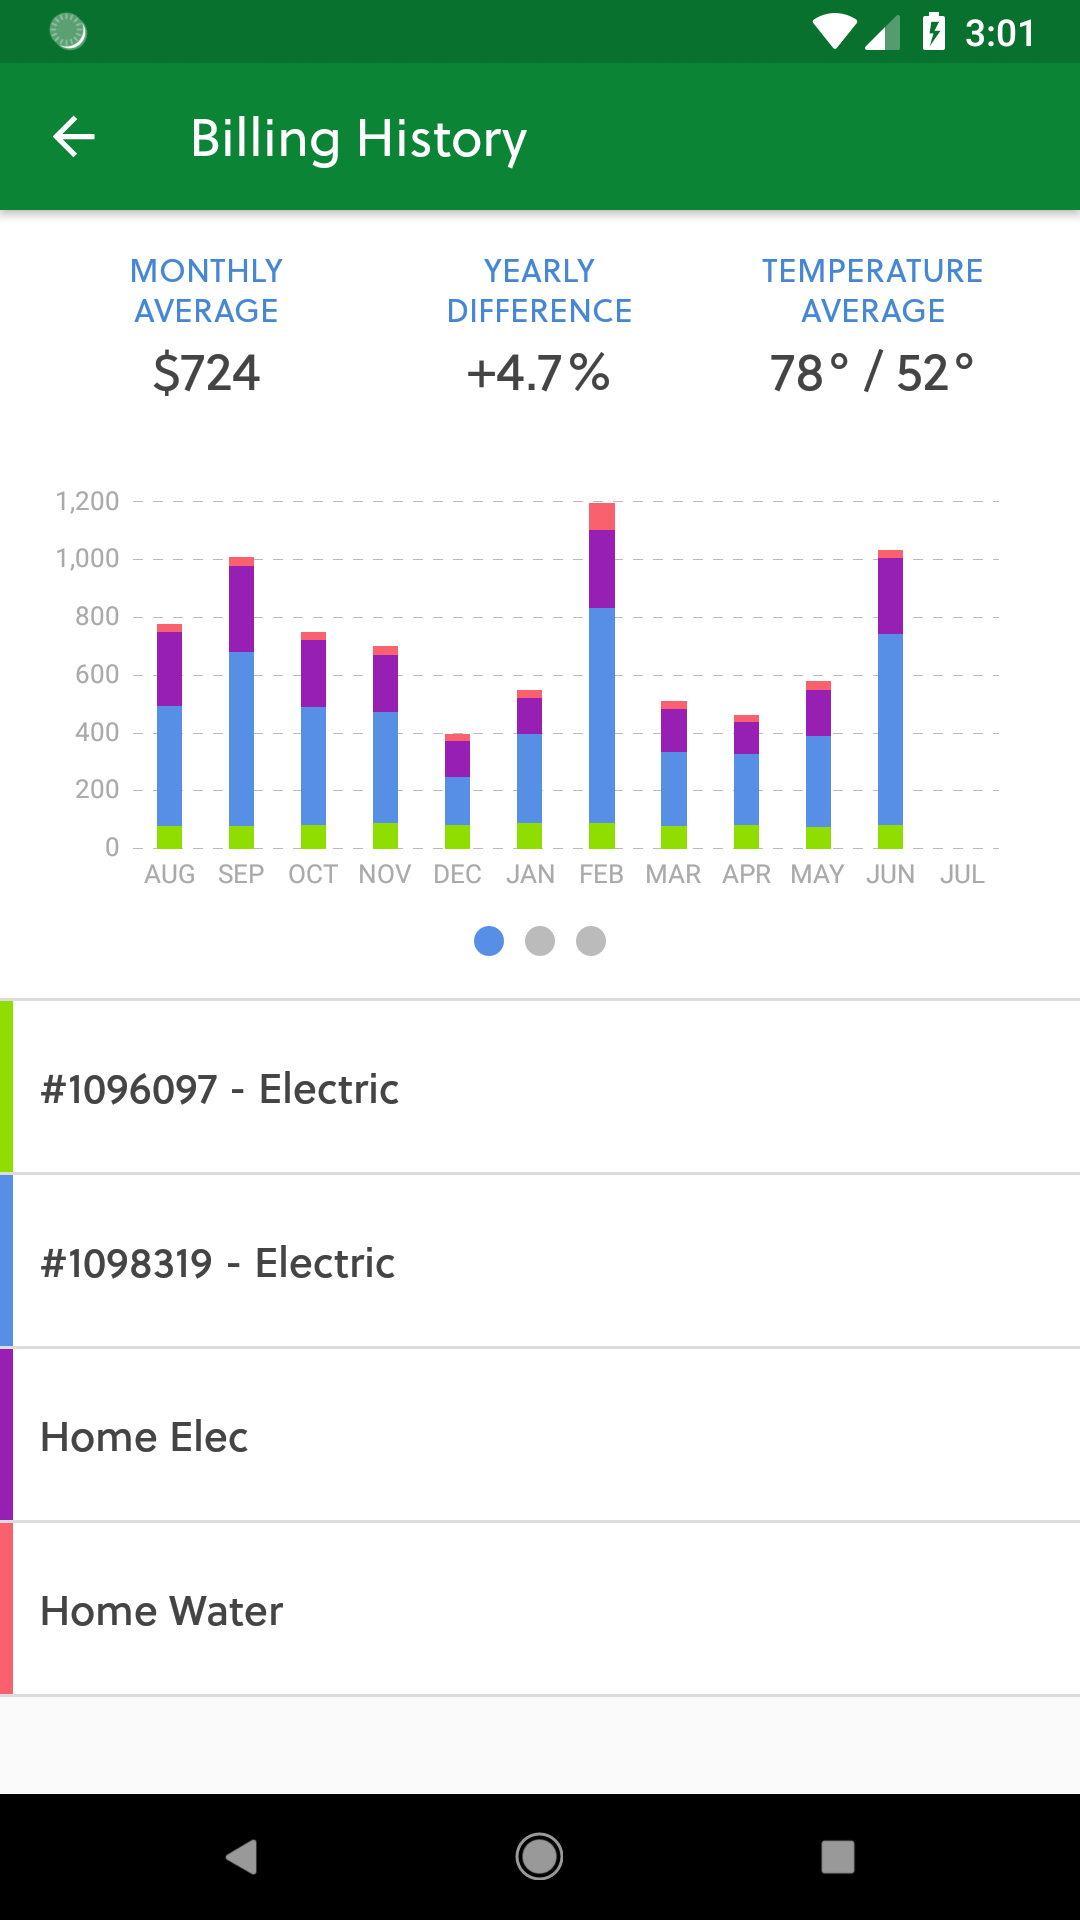 3:01
Billing History
MONTHLY
AVERAGE
$724
YEARLY
DIFFERENCE
+4.7%
TEMPERATURE
AVERAGE
78° / 52°
1,200
1,000
800
600
400
200
0
AUG SEP OCT NOV DEC JAN FEB MAR APR MAY JUN JUL
#1096097 - Electric
#1098319 - Electric
Home Elec
Home Water